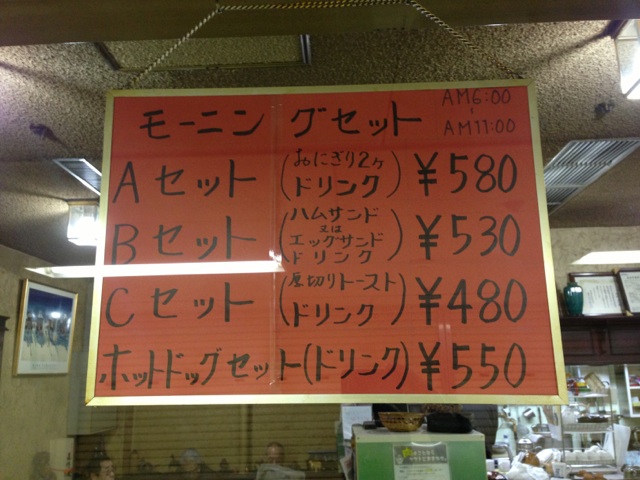 モーニングセット
AM6:00
〜
AM11:00
Aセット(おにぎり2ケ
ドリンク) ¥580
Bセット(ハムサンド
又は
エッグサンド
ドリンク) ¥530
Cセット(厚切りトースト
ドリンク) ¥480
ホットドッグセット(ドリンク) ¥550